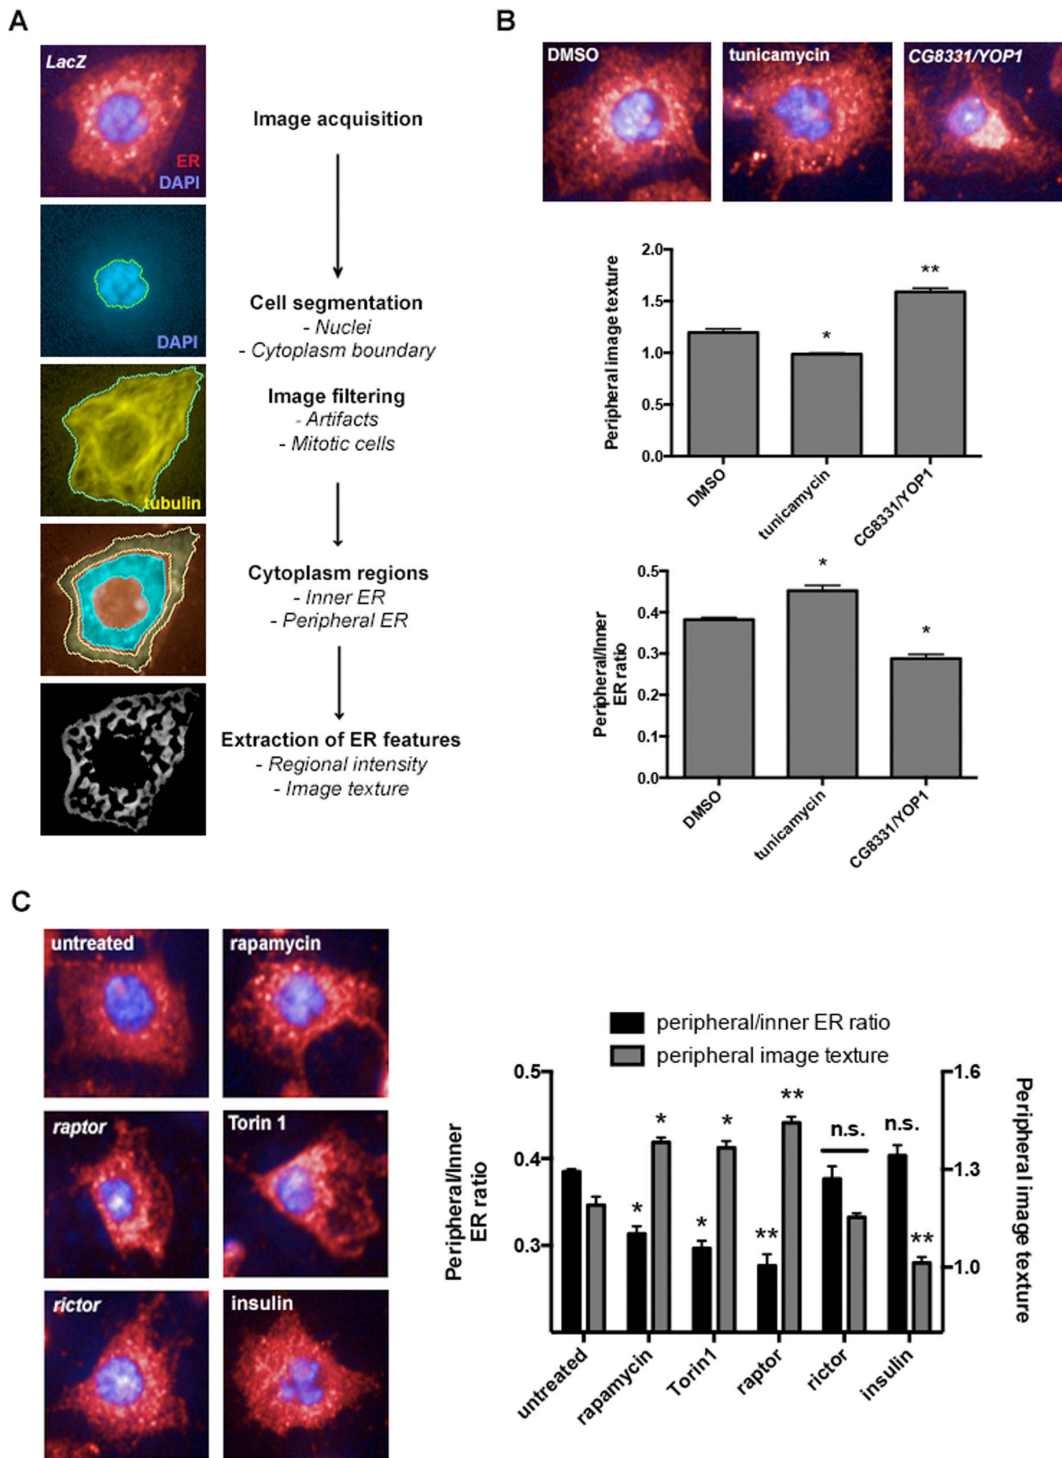 A
LacZ
ER
DAPI
Image acquisition
DAPI
Cell segmentation
- Nuclei
- Cytoplasm boundary
tubulin
Image filtering
- Artifacts
- Mitotic cells
Cytoplasm regions
- Inner ER
- Peripheral ER
Extraction of ER features
- Regional intensity
- Image texture
B
DMSO
tunicamycin
CG8331/YOP1
Peripheral image texture
2.0
1.5
1.0
0.5
0.0
*
**
DMSO
tunicamycin
CG8331/YOP1
Peripheral/Inner
ER ratio
0.5
0.4
0.3
0.2
0.1
0.0
*
*
DMSO
tunicamycin
CG8331/YOP1
C
untreated
rapamycin
raptor
Torin 1
rictor
insulin
peripheral/inner ER ratio
peripheral image texture
Peripheral/Inner
ER ratio
0.5
0.4
0.3
* *
* *
** **
n.s.
n.s. **
1.6
1.3
1.0
Peripheral image texture
untreated
rapamycin
Torin1
raptor
rictor
insulin